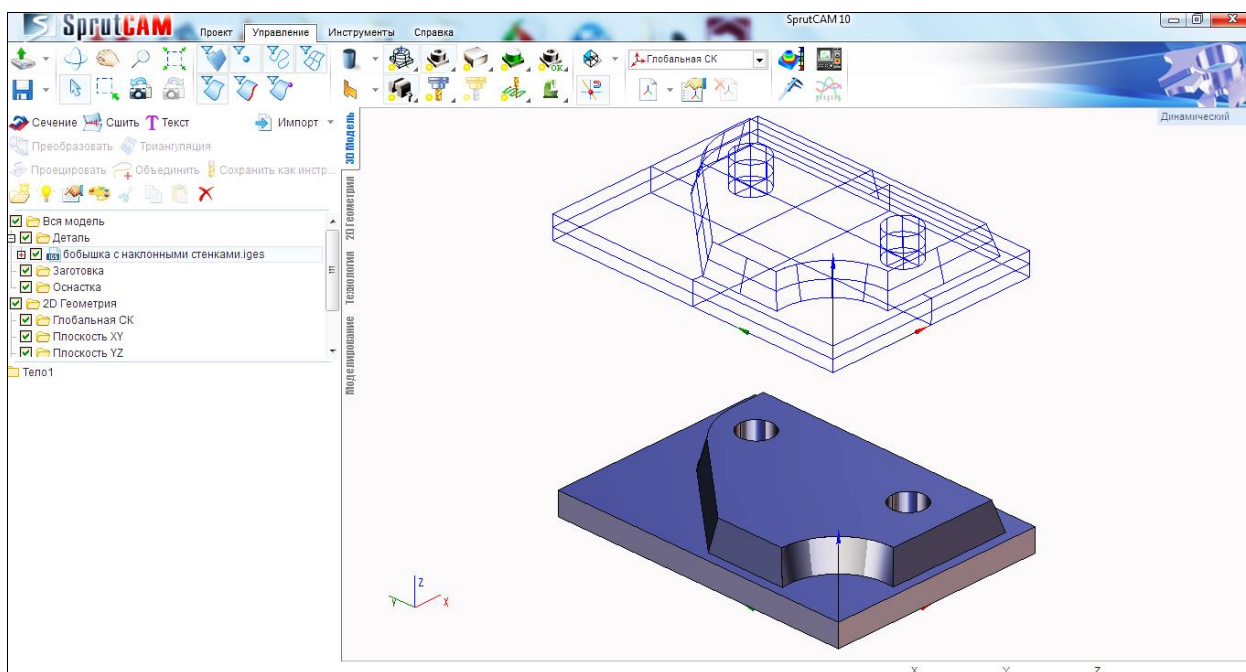 SprutCAM
SprutCAM 10
Проект Управление Инструменты Справка
Глобальная СК
OK
Сечение Сшить Текст Импорт
Преобразовать Триангуляция
Проецировать Объединить Сохранить как инстр...
Вся модель
Деталь
бобышка с наклонными стенками.iges
Заготовка
Оснастка
2D Геометрия
Глобальная СК
Плоскость XY
Плоскость YZ
Тело1
3D Модель
2D Геометрия
Технология
Моделирование
Динамический
Z
Y X
X Y Z